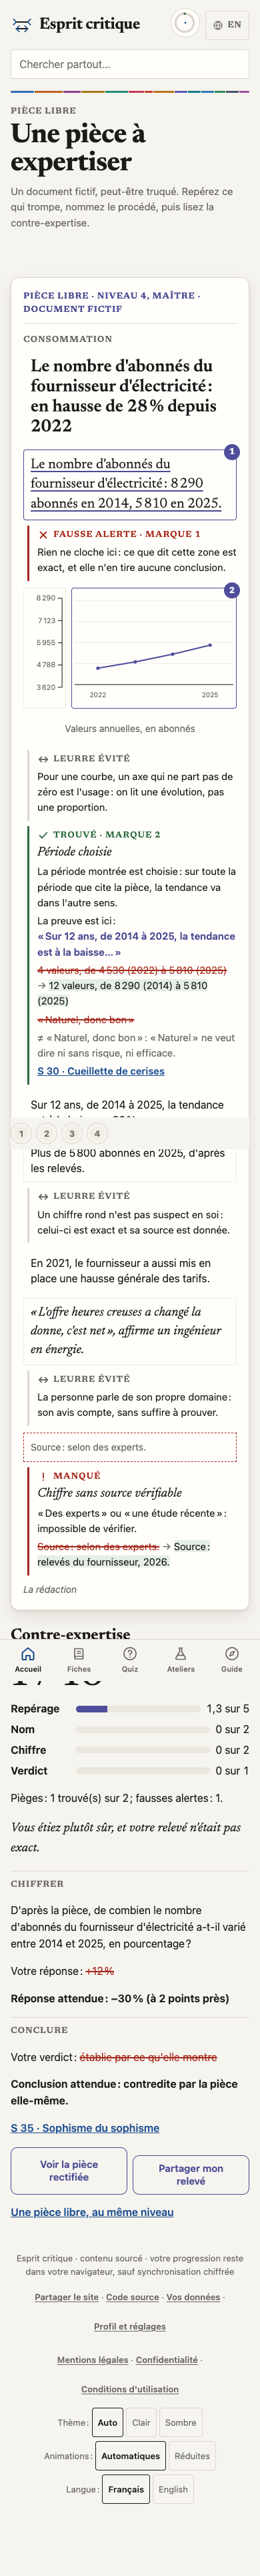 Esprit critique
EN
Chercher partout...
PIÈCE LIBRE
Une pièce à
expertiser
Un document fictif, peut-être truqué. Repérez ce
qui trompe, nommez le procédé, puis lisez la
contre-expertise.
PIÈCE LIBRE · NIVEAU 4, MAÎTRE ·
DOCUMENT FICTIF
CONSOMMATION
Le nombre d'abonnés du
fournisseur d'électricité :
en hausse de 28 % depuis
2022
1
Le nombre d'abonnés du
fournisseur d'électricité : 8 290
abonnés en 2014, 5 810 en 2025.
FAUSSE ALERTE · MARQUE 1
Rien ne cloche ici : ce que dit cette zone est
exact, et elle n'en tire aucune conclusion.
2
8 290
7 123
5 955
4 788
3 620
2022
2025
Valeurs annuelles, en abonnés
LEURRE ÉVITÉ
Pour une courbe, un axe qui ne part pas de
zéro est l'usage : on lit une évolution, pas
une proportion.
TROUVÉ · MARQUE 2
Période choisie
La période montrée est choisie : sur toute la
période que cite la pièce, la tendance va
dans l'autre sens.
La preuve est ici :
« Sur 12 ans, de 2014 à 2025, la tendance
est à la baisse... »
4 valeurs, de 4 530 (2022) à 5 810 (2025)
→ 12 valeurs, de 8 290 (2014) à 5 810
(2025)
« Naturel, donc bon »
≠ « Naturel, donc bon » : « Naturel » ne veut
dire ni sans risque, ni efficace.
S 30 · Cueillette de cerises
Sur 12 ans, de 2014 à 2025, la tendance
1 2 3 4
Plus de 5 800 abonnés en 2025, d'après
les relevés.
LEURRE ÉVITÉ
Un chiffre rond n'est pas suspect en soi :
celui-ci est exact et sa source est donnée.
En 2021, le fournisseur a aussi mis en
place une hausse générale des tarifs.
« L'offre heures creuses a changé la
donne, c'est net », affirme un ingénieur
en énergie.
LEURRE ÉVITÉ
La personne parle de son propre domaine :
son avis compte, sans suffire à prouver.
Source : selon des experts.
MANQUÉ
Chiffre sans source vérifiable
« Des experts » ou « une étude récente » :
impossible de vérifier.
Source : selon des experts. → Source :
relevés du fournisseur, 2026.
La rédaction
Contre-expertise
Accueil Fiches Quiz Ateliers Guide
Repérage 1,3 sur 5
Nom 0 sur 2
Chiffre 0 sur 2
Verdict 0 sur 1
Pièges : 1 trouvé(s) sur 2 ; fausses alertes : 1.
Vous étiez plutôt sûr, et votre relevé n'était pas
exact.
CHIFFRER
D'après la pièce, de combien le nombre
d'abonnés du fournisseur d'électricité a-t-il varié
entre 2014 et 2025, en pourcentage ?
Votre réponse : +12 %
Réponse attendue : −30 % (à 2 points près)
CONCLURE
Votre verdict : établie par ce qu'elle montre
Conclusion attendue : contredite par la pièce
elle-même.
S 35 · Sophisme du sophisme
Voir la pièce
rectifiée
Partager mon
relevé
Une pièce libre, au même niveau
Esprit critique · contenu sourcé · votre progression reste
dans votre navigateur, sauf synchronisation chiffrée
Partager le site · Code source · Vos données ·
Profil et réglages
Mentions légales · Confidentialité ·
Conditions d'utilisation
Thème : Auto Clair Sombre
Animations : Automatiques Réduites
Langue : Français English